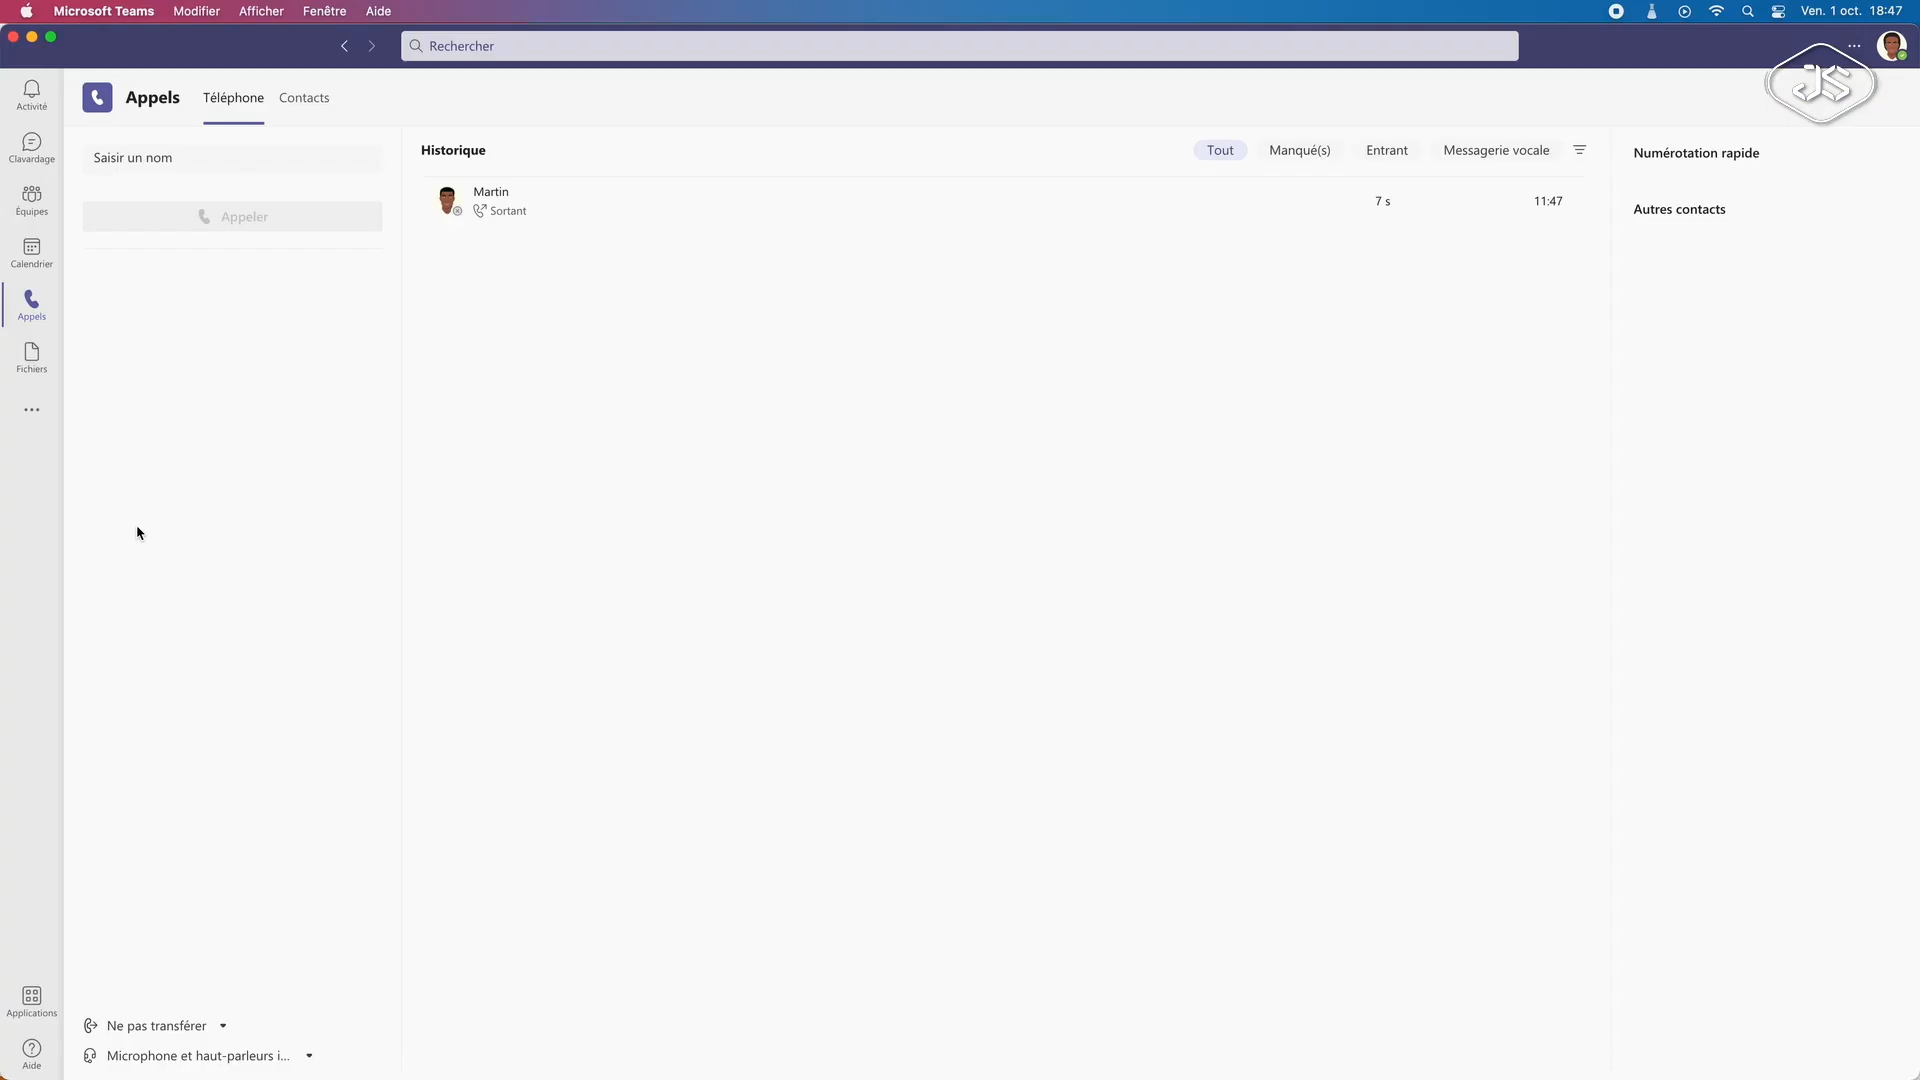 Microsoft Teams Modifier Afficher Fenêtre Aide Ven. 1 oct. 18:47
Rechercher
JS
Activité
Clavardage
Équipes
Calendrier
Appels
Fichiers
Applications
Aide
Appels Téléphone Contacts
Saisir un nom
Appeler
Ne pas transférer
Microphone et haut-parleurs i...
Historique Tout Manqué(s) Entrant Messagerie vocale
Martin
Sortant
7 s 11:47
Numérotation rapide
Autres contacts